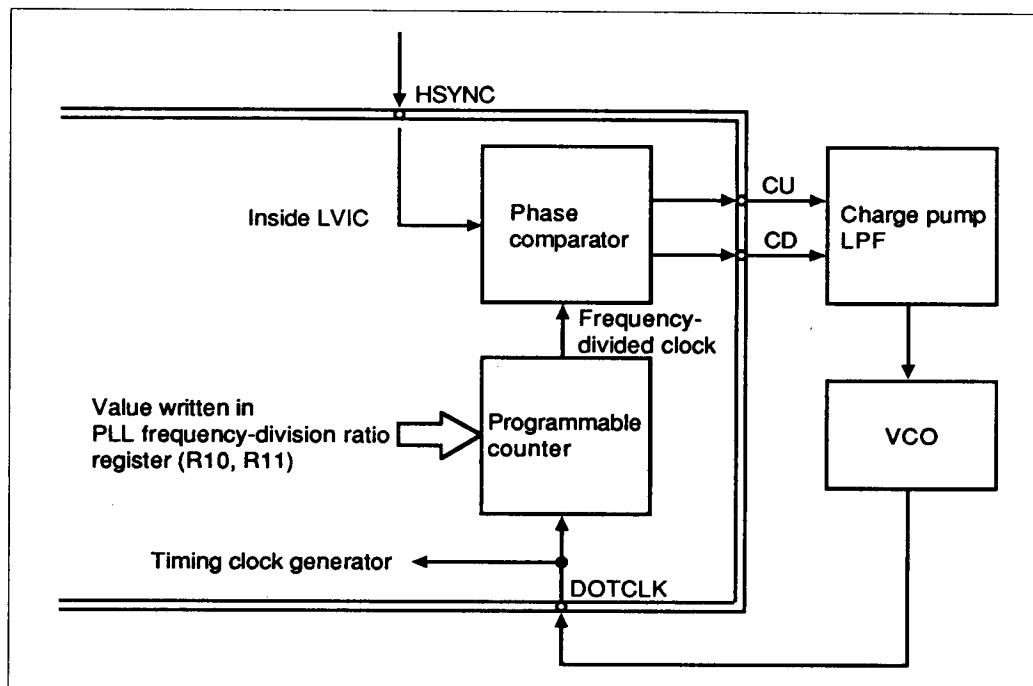 HSYNC
Inside LVIC
Phase
comparator
CU
CD
Charge pump
LPF
Frequency-
divided clock
Value written in
PLL frequency-division ratio
register (R10, R11)
Programmable
counter
VCO
Timing clock generator
DOTCLK